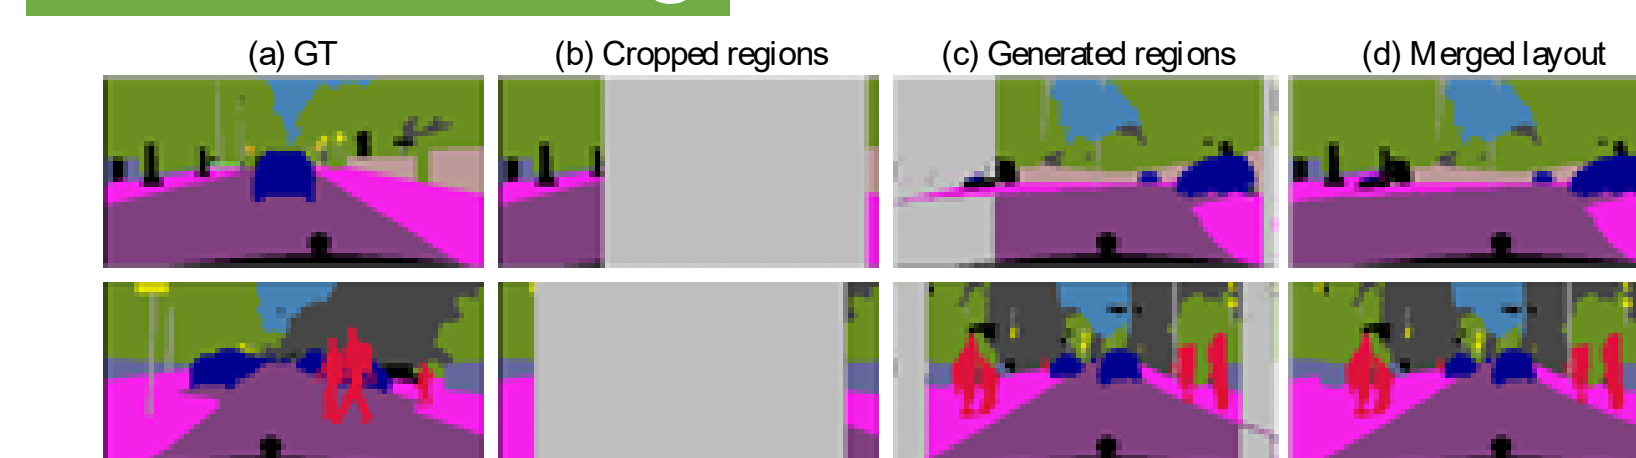 (a) GT
(b) Cropped regions
(c) Generated regions
(d) Merged layout